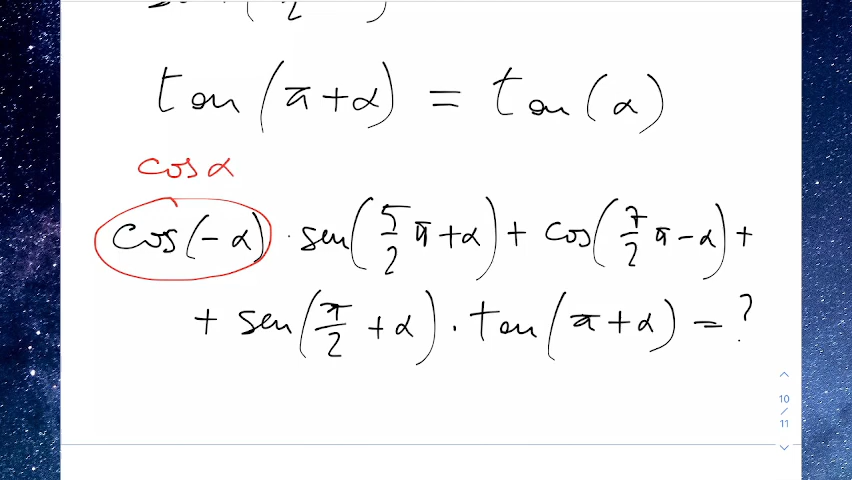 tan(π+α) = tan(α)
cos α
cos(-α) · sen(5/2 π+α) + cos(7/2 π-α) +
+ sen(π/2 +α) · tan(π+α) = ?
10
/
11